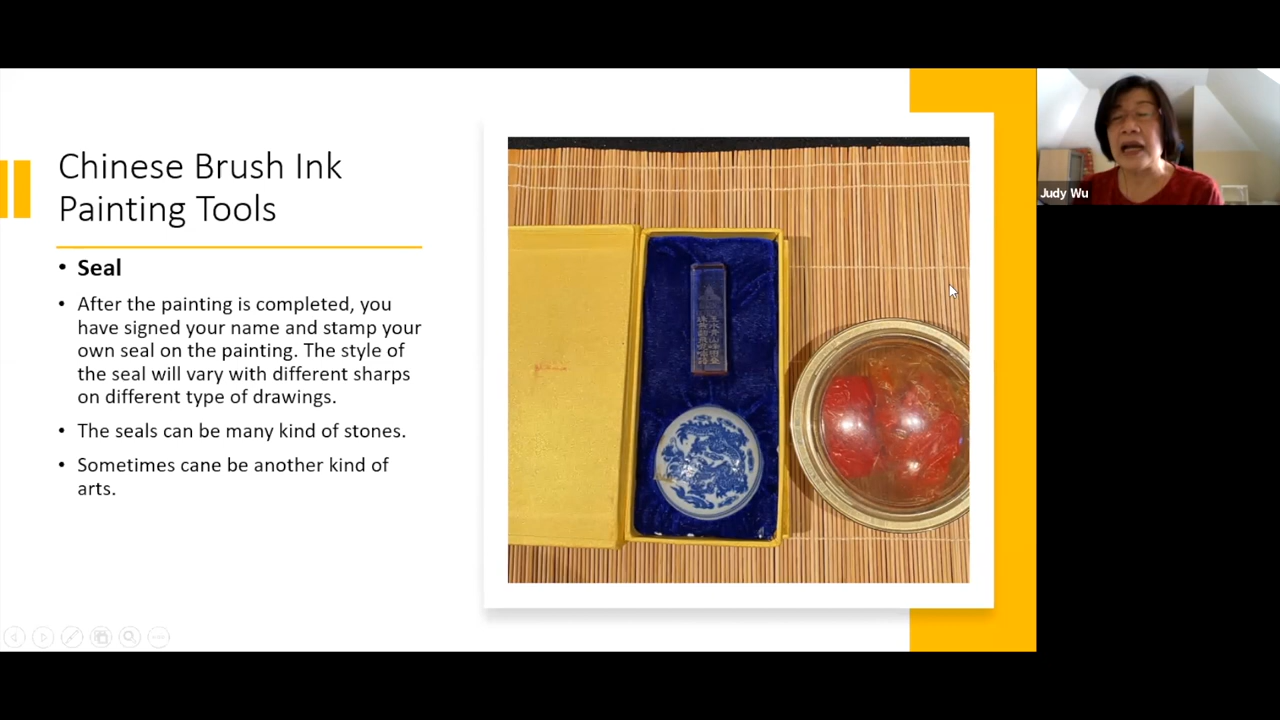 Chinese Brush Ink
Painting Tools
• Seal
• After the painting is completed, you
have signed your name and stamp your
own seal on the painting. The style of
the seal will vary with different sharps
on different type of drawings.
• The seals can be many kind of stones.
• Sometimes cane be another kind of
arts.
Judy Wu